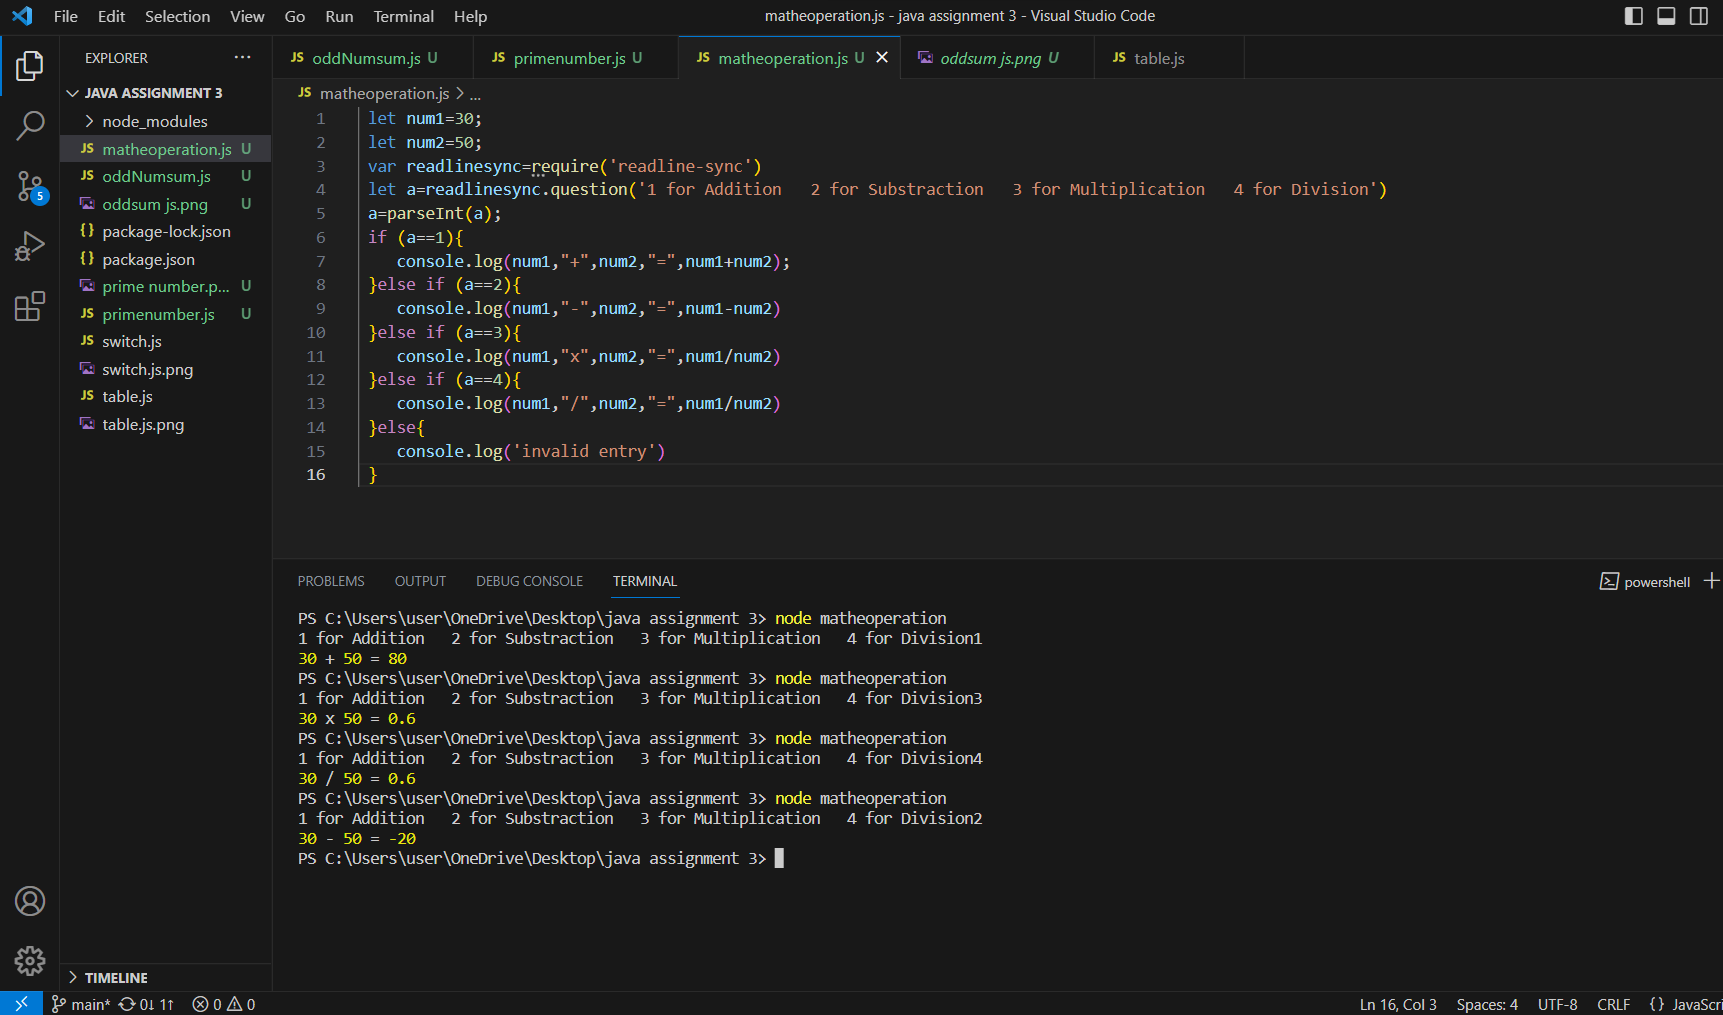 File Edit Selection View Go Run Terminal Help
matheoperation.js - java assignment 3 - Visual Studio Code
EXPLORER ...
JAVA ASSIGNMENT 3
node_modules
JS matheoperation.js U
JS oddNumsum.js U
oddsum js.png U
{} package-lock.json
{} package.json
prime number.p... U
JS primenumber.js U
JS switch.js
switch.js.png
JS table.js
table.js.png
TIMELINE
5
JS oddNumsum.js U JS primenumber.js U JS matheoperation.js U oddsum js.png U JS table.js
JS matheoperation.js > ...
1 let num1=30;
2 let num2=50;
3 var readlinesync=require('readline-sync')
4 let a=readlinesync.question('1 for Addition   2 for Substraction   3 for Multiplication   4 for Division')
5 a=parseInt(a);
6 if (a==1){
7    console.log(num1,"+",num2,"=",num1+num2);
8 }else if (a==2){
9    console.log(num1,"-",num2,"=",num1-num2)
10 }else if (a==3){
11    console.log(num1,"x",num2,"=",num1/num2)
12 }else if (a==4){
13    console.log(num1,"/",num2,"=",num1/num2)
14 }else{
15    console.log('invalid entry')
16 }
PROBLEMS OUTPUT DEBUG CONSOLE TERMINAL
powershell
PS C:\Users\user\OneDrive\Desktop\java assignment 3> node matheoperation
1 for Addition   2 for Substraction   3 for Multiplication   4 for Division1
30 + 50 = 80
PS C:\Users\user\OneDrive\Desktop\java assignment 3> node matheoperation
1 for Addition   2 for Substraction   3 for Multiplication   4 for Division3
30 x 50 = 0.6
PS C:\Users\user\OneDrive\Desktop\java assignment 3> node matheoperation
1 for Addition   2 for Substraction   3 for Multiplication   4 for Division4
30 / 50 = 0.6
PS C:\Users\user\OneDrive\Desktop\java assignment 3> node matheoperation
1 for Addition   2 for Substraction   3 for Multiplication   4 for Division2
30 - 50 = -20
PS C:\Users\user\OneDrive\Desktop\java assignment 3>
main* 0↓ 1↑ 0 0
Ln 16, Col 3 Spaces: 4 UTF-8 CRLF {} JavaScri